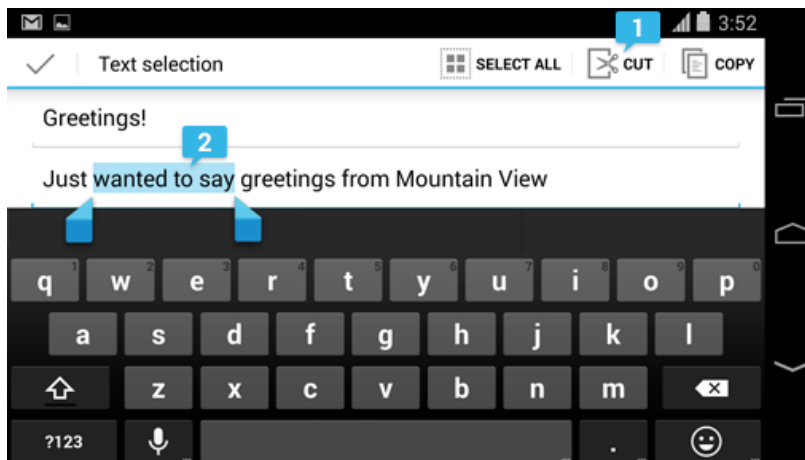 3:52
1
Text selection SELECT ALL CUT COPY
Greetings!
2
Just wanted to say greetings from Mountain View
q 1 w 2 e 3 r 4 t 5 y 6 u 7 i 8 o 9 p 0
a s d f g h j k l
z x c v b n m
?123 .